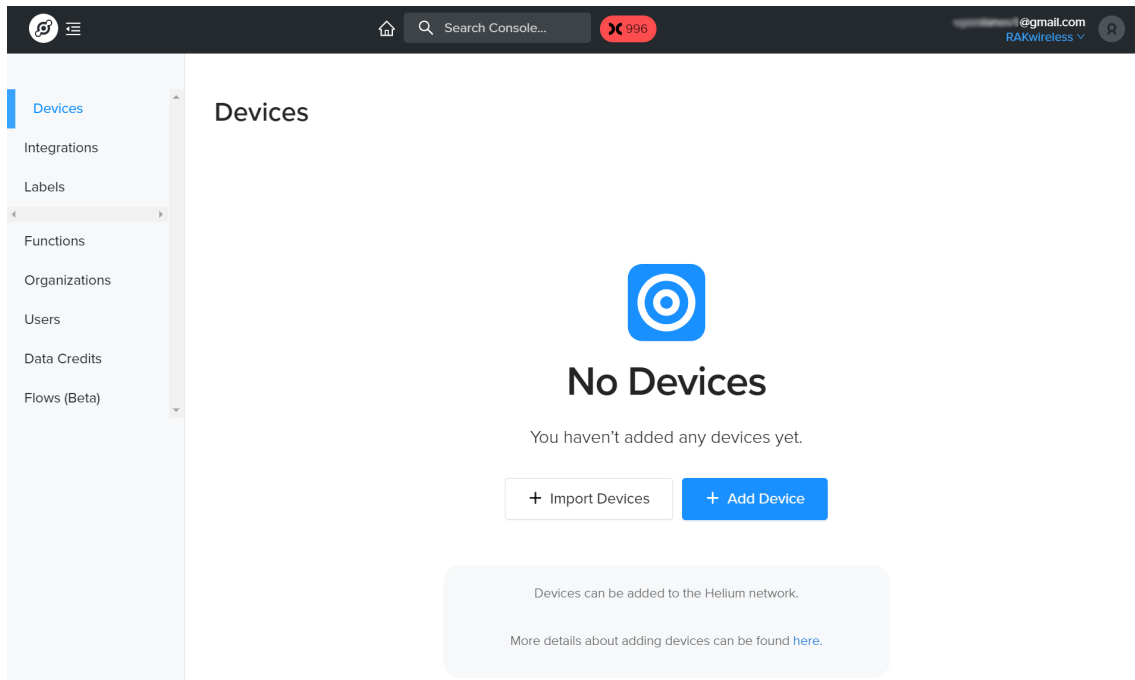 Search Console...
996
@gmail.com
RAKwireless
Devices
Integrations
Labels
Functions
Organizations
Users
Data Credits
Flows (Beta)
Devices
No Devices
You haven't added any devices yet.
+ Import Devices
+ Add Device
Devices can be added to the Helium network.
More details about adding devices can be found here.